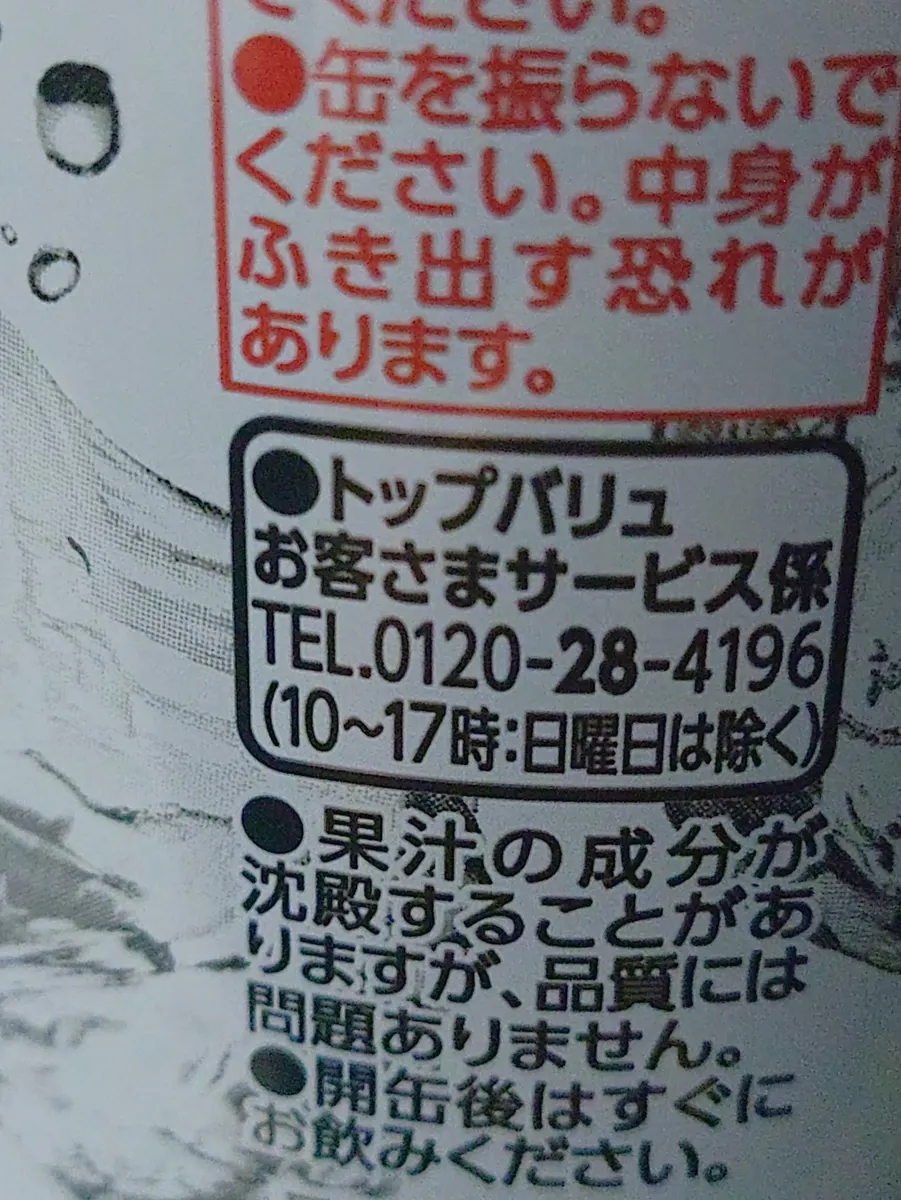 ください。
●缶を振らないで
ください。中身が
ふき出す恐れが
あります。
●トップバリュ
お客さまサービス係
TEL.0120-28-4196
(10~17時:日曜日は除く)
●果汁の成分が
沈殿することがあ
りますが、品質には
問題ありません。
●開缶後はすぐに
お飲みください。